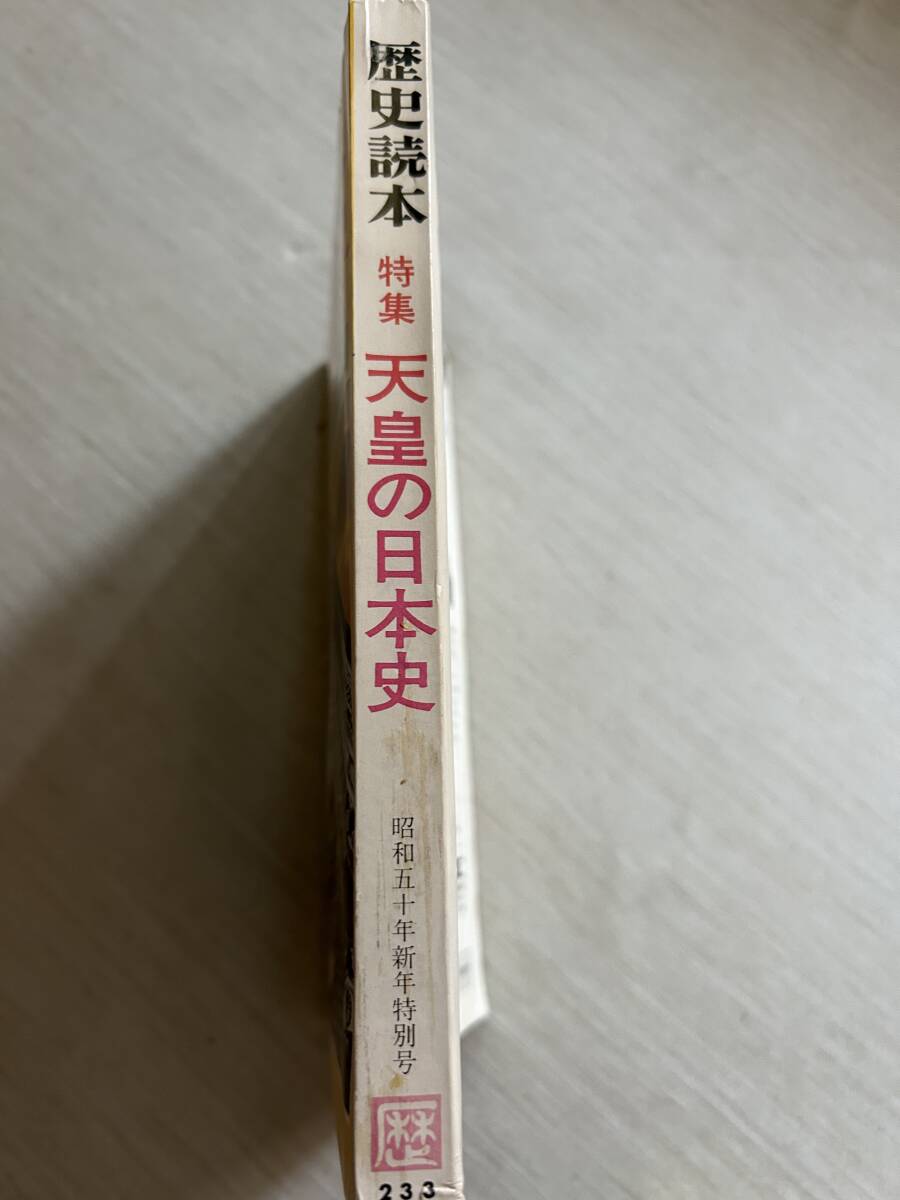 歴史読本
特集
天皇の日本史
昭和五十年新年特別号
歴
233